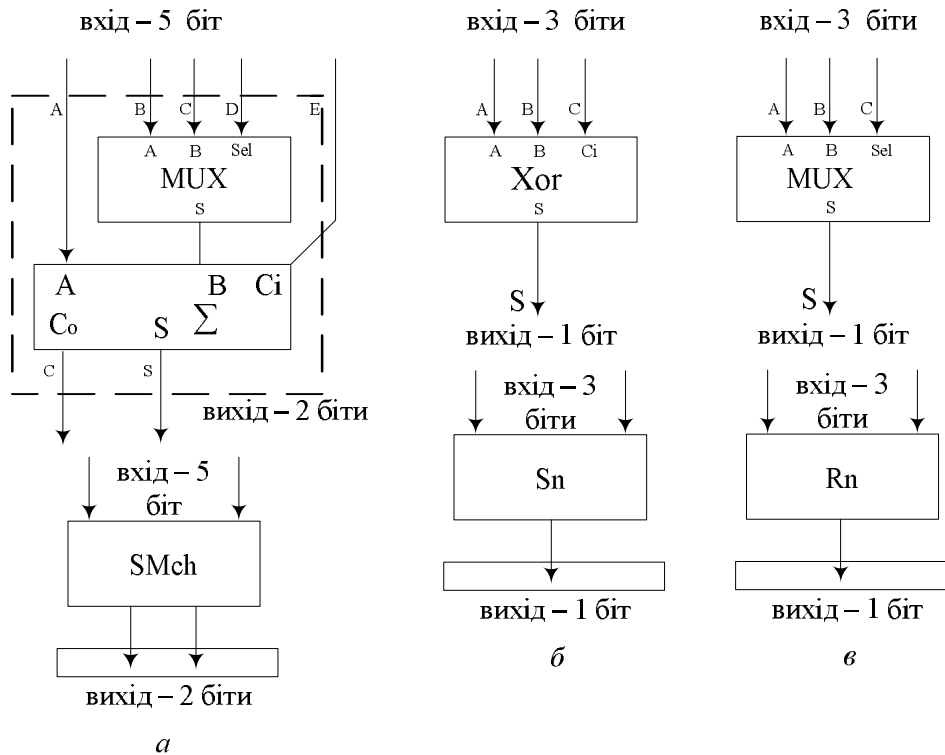 вхід – 5 біт
A
B
C
D
E
A
B
Sel
MUX
S
A
B
Ci
Co
S
Σ
C
S
вихід – 2 біти
вхід – 5
біт
SMch
вихід – 2 біти
а
вхід – 3 біти
A
B
C
A
B
Ci
Xor
S
S
вихід – 1 біт
вхід – 3
біти
Sn
вихід – 1 біт
б
вхід – 3 біти
A
B
C
A
B
Sel
MUX
S
S
вихід – 1 біт
вхід – 3
біти
Rn
вихід – 1 біт
в